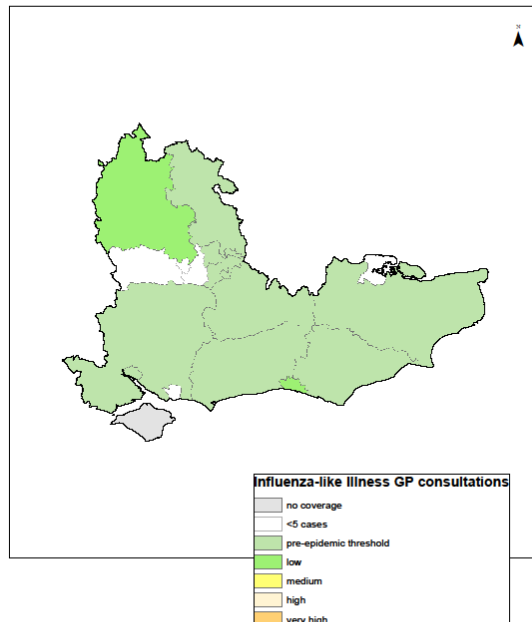 N
Influenza-like Illness GP consultations
no coverage
<5 cases
pre-epidemic threshold
low
medium
high
very high